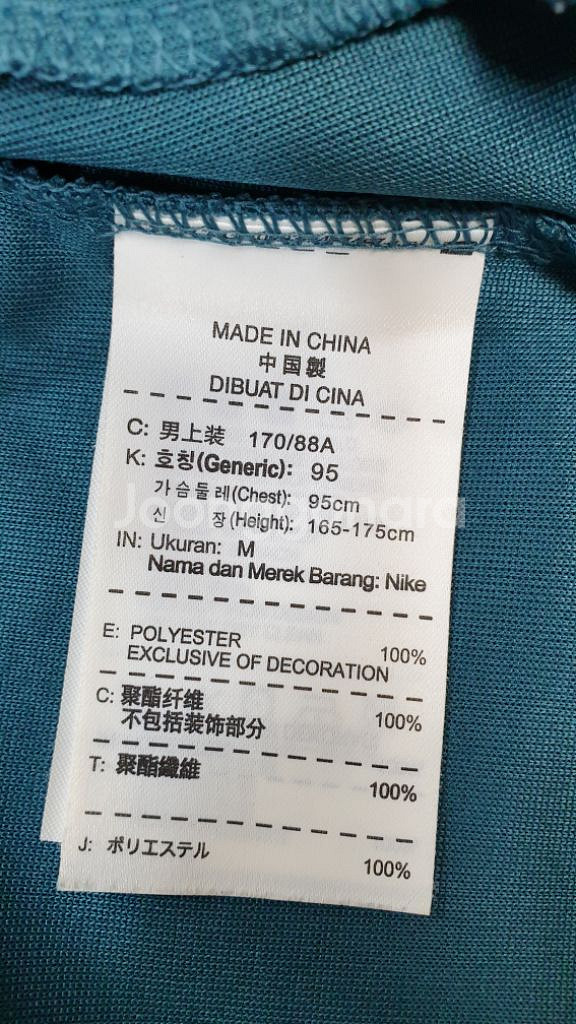 MADE IN CHINA
中国製
DIBUAT DI CINA
C: 男上装 170/88A
K: 호칭(Generic): 95
가슴둘레(Chest): 95cm
신 장(Height): 165-175cm
IN: Ukuran: M
Nama dan Merek Barang: Nike
E: POLYESTER 100%
EXCLUSIVE OF DECORATION
C: 聚酯纤维 100%
不包括装饰部分
T: 聚酯纖維 100%
J: ポリエステル 100%
Joonggonara